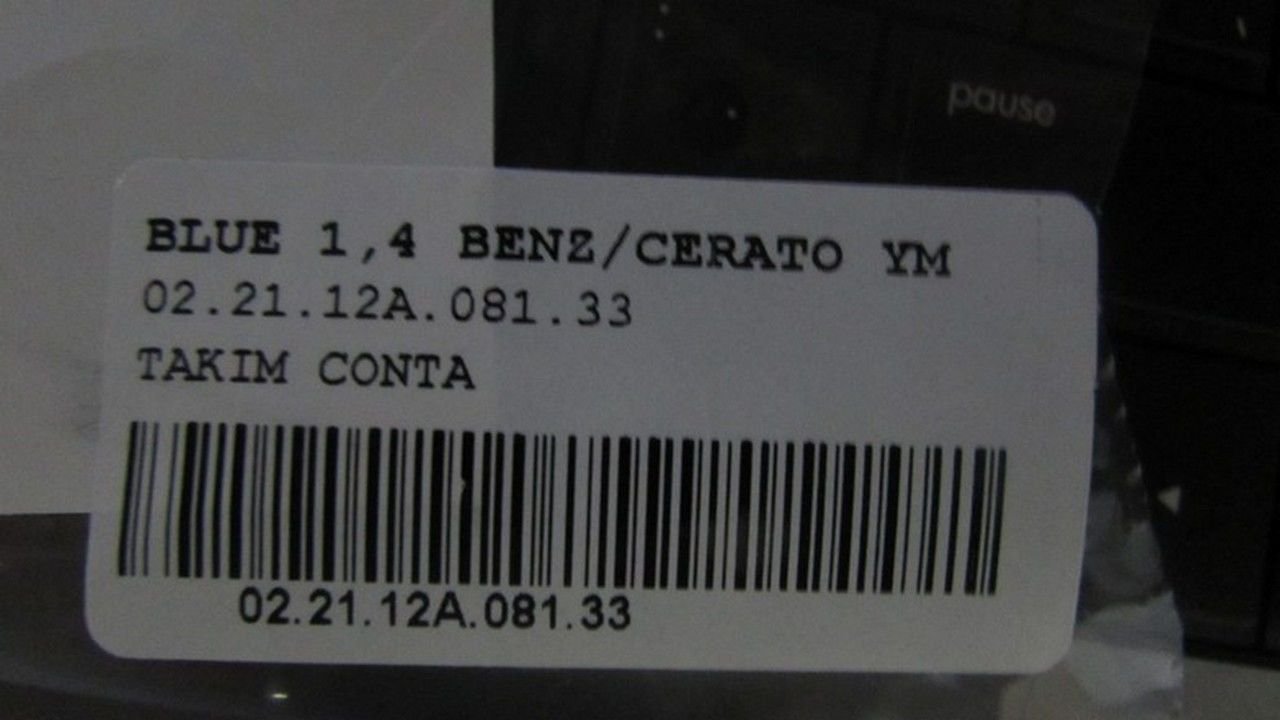 pause
BLUE 1,4 BENZ/CERATO YM
02.21.12A.081.33
TAKIM CONTA
02.21.12A.081.33